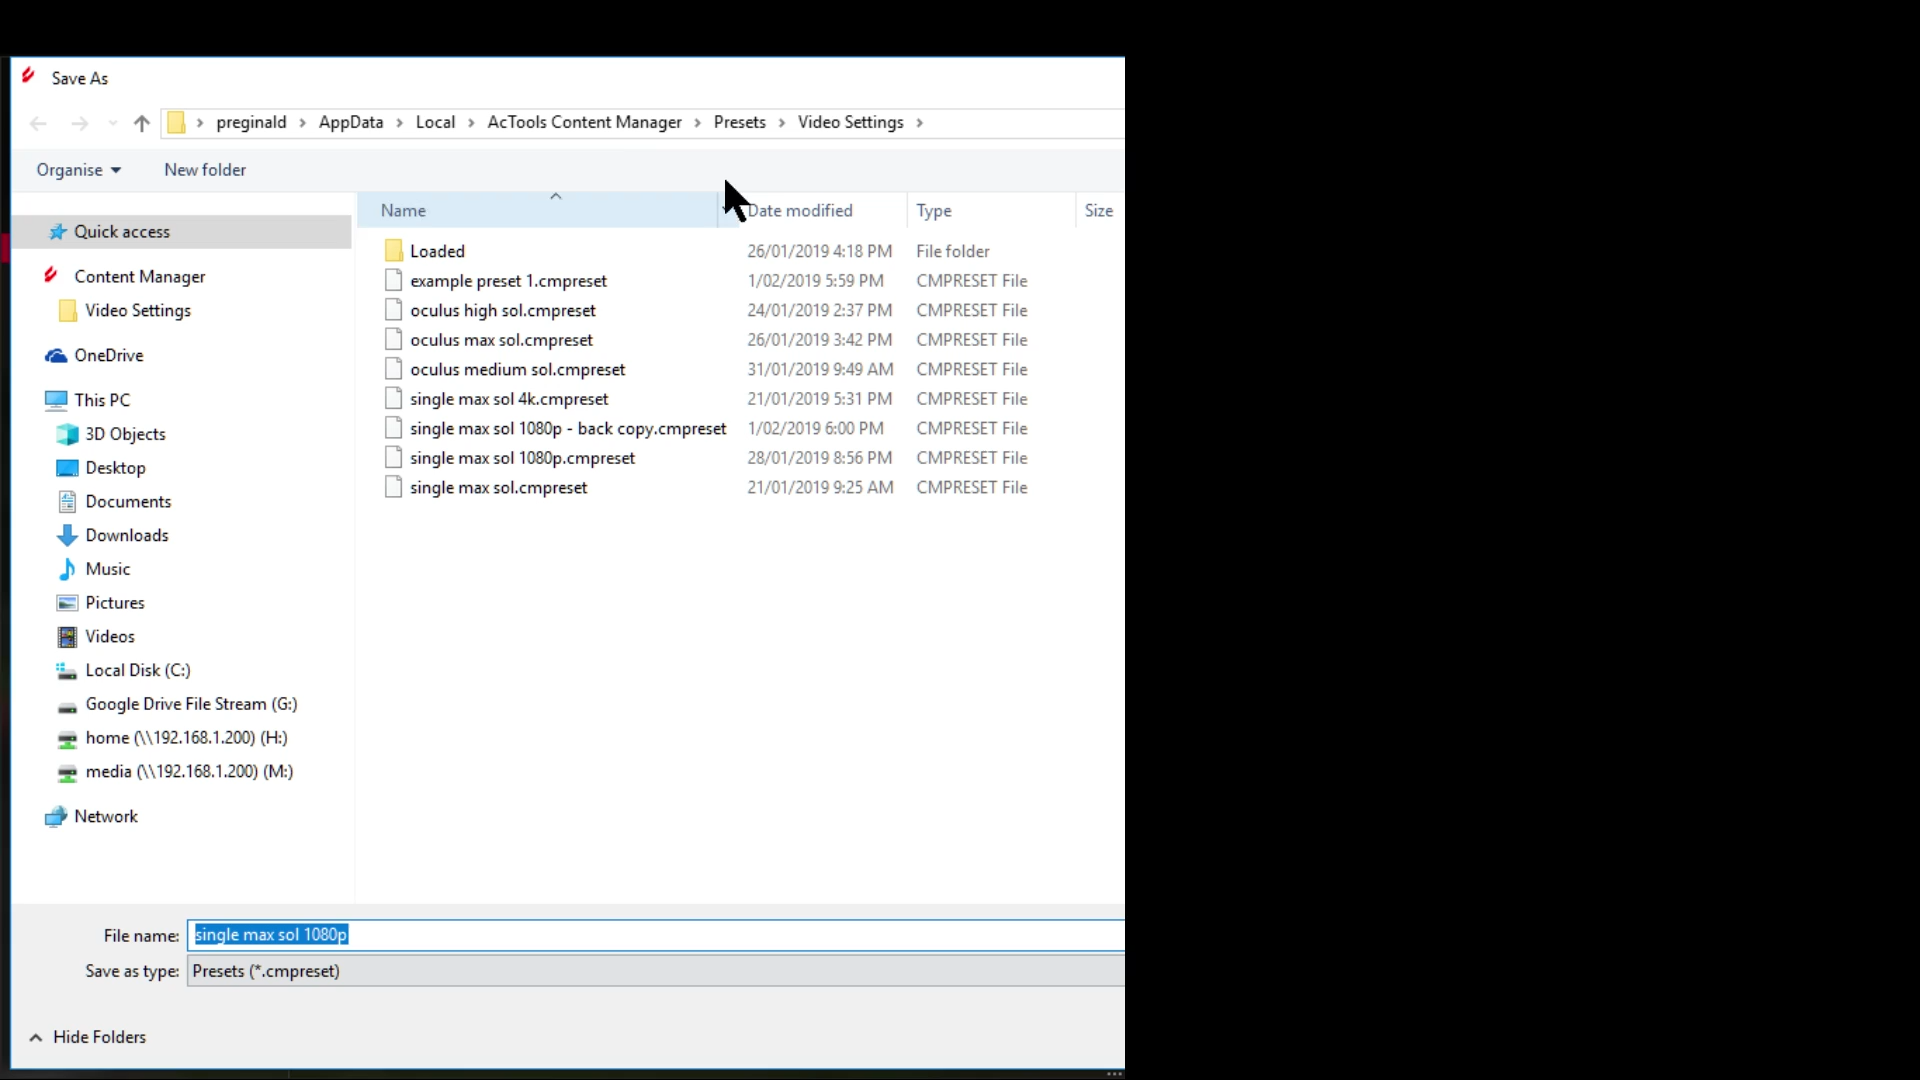 Save As
preginald > AppData > Local > AcTools Content Manager > Presets > Video Settings >
Organise New folder
Name Date modified Type Size
Loaded 26/01/2019 4:18 PM File folder
example preset 1.cmpreset 1/02/2019 5:59 PM CMPRESET File
oculus high sol.cmpreset 24/01/2019 2:37 PM CMPRESET File
oculus max sol.cmpreset 26/01/2019 3:42 PM CMPRESET File
oculus medium sol.cmpreset 31/01/2019 9:49 AM CMPRESET File
single max sol 4k.cmpreset 21/01/2019 5:31 PM CMPRESET File
single max sol 1080p - back copy.cmpreset 1/02/2019 6:00 PM CMPRESET File
single max sol 1080p.cmpreset 28/01/2019 8:56 PM CMPRESET File
single max sol.cmpreset 21/01/2019 9:25 AM CMPRESET File
Quick access
Content Manager
Video Settings
OneDrive
This PC
3D Objects
Desktop
Documents
Downloads
Music
Pictures
Videos
Local Disk (C:)
Google Drive File Stream (G:)
home (\\192.168.1.200) (H:)
media (\\192.168.1.200) (M:)
Network
File name: single max sol 1080p
Save as type: Presets (*.cmpreset)
Hide Folders